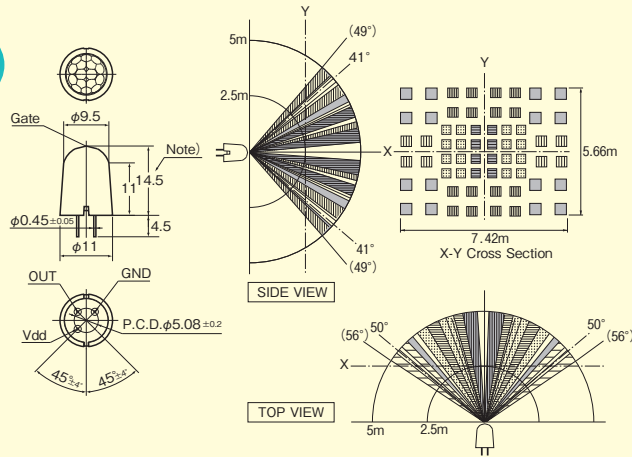 φ9.5
Gate
Note)
11
14.5
φ0.45±0.05
4.5
φ11
OUT
GND
Vdd
P.C.D.φ5.08±0.2
45°±4°
45°±4°
Y
5m
(49°)
41°
2.5m
41°
(49°)
SIDE VIEW
Y
X
5.66m
7.42m
X-Y Cross Section
50°
(56°)
50°
(56°)
X
TOP VIEW
5m
2.5m